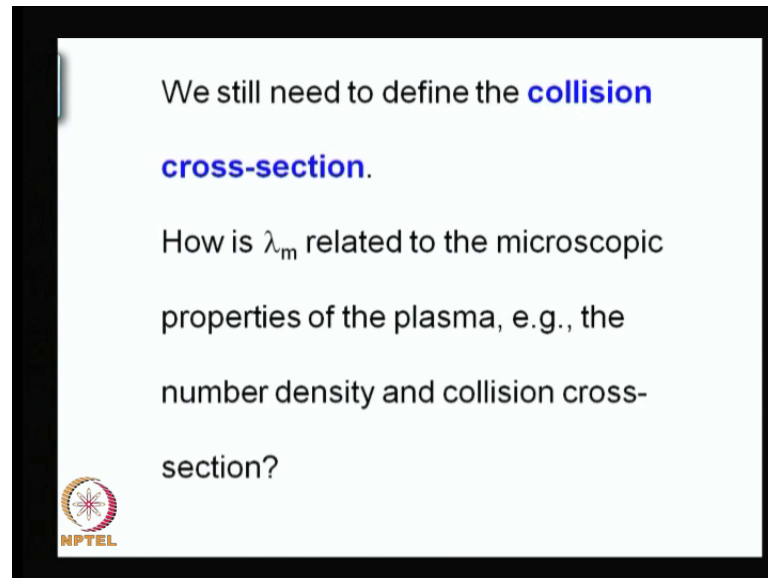 We still need to define the collision
cross-section.
How is λm related to the microscopic
properties of the plasma, e.g., the
number density and collision cross-
section?
NPTEL